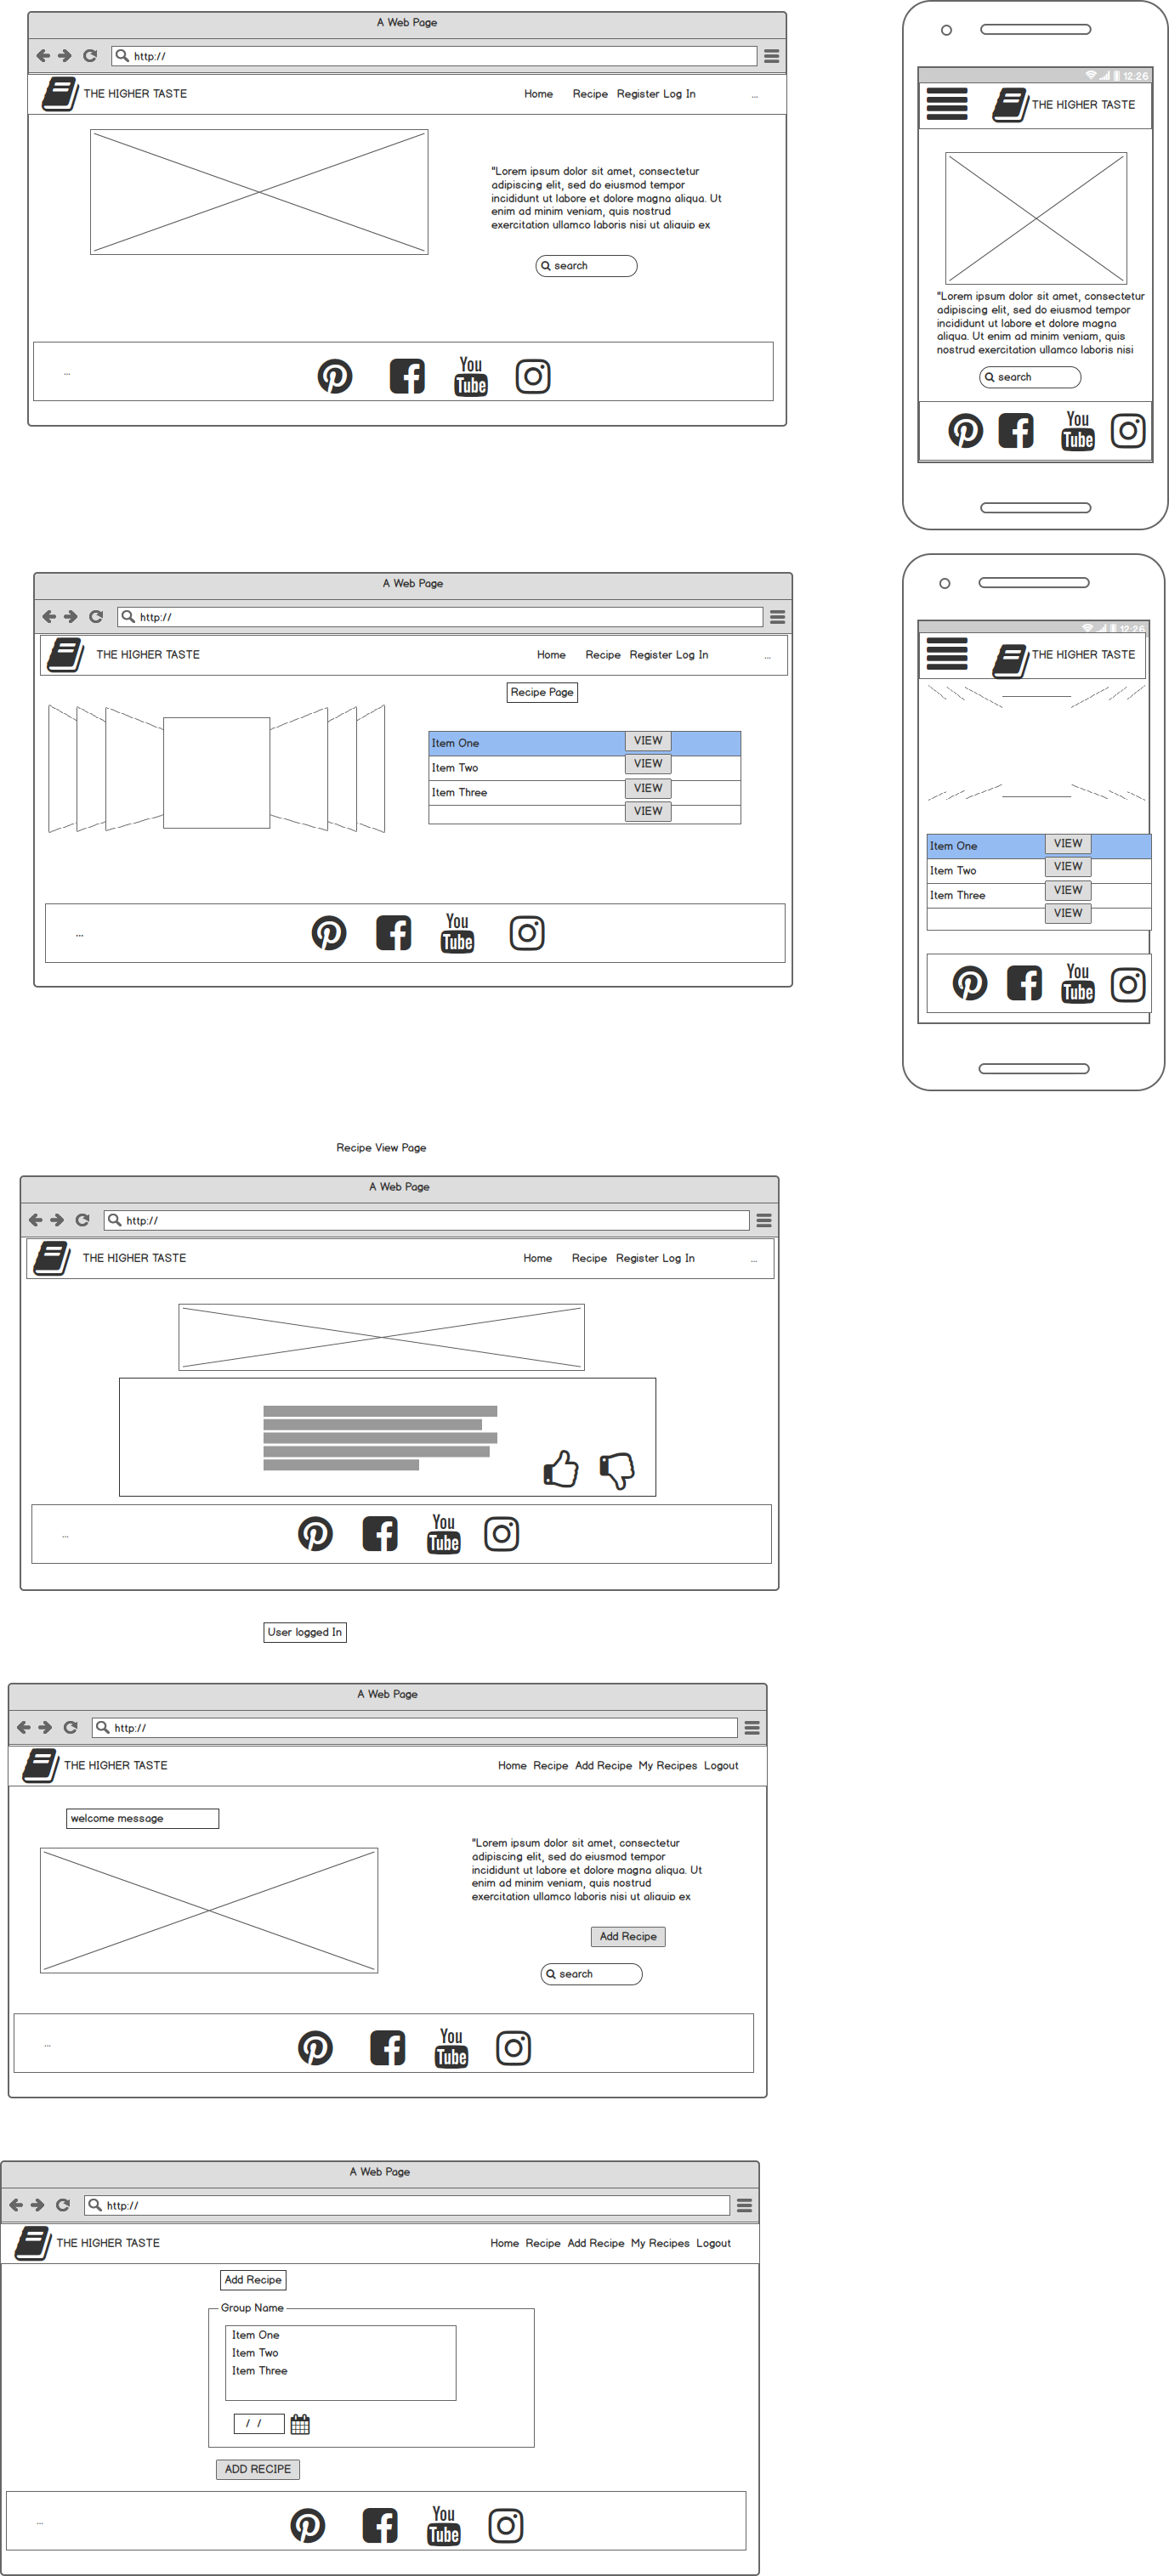 A Web Page
http://
THE HIGHER TASTE
Home Recipe Register Log In ...
"Lorem ipsum dolor sit amet, consectetur
adipiscing elit, sed do eiusmod tempor
incididunt ut labore et dolore magna aliqua. Ut
enim ad minim veniam, quis nostrud
exercitation ullamco laboris nisi ut aliquip ex
search
...
You
Tube
12:26
THE HIGHER TASTE
"Lorem ipsum dolor sit amet, consectetur
adipiscing elit, sed do eiusmod tempor
incididunt ut labore et dolore magna
aliqua. Ut enim ad minim veniam, quis
nostrud exercitation ullamco laboris nisi
search
You
Tube
A Web Page
http://
THE HIGHER TASTE
Home Recipe Register Log In ...
Recipe Page
Item One VIEW
Item Two VIEW
Item Three VIEW
VIEW
...
You
Tube
12:26
THE HIGHER TASTE
Item One VIEW
Item Two VIEW
Item Three VIEW
VIEW
You
Tube
Recipe View Page
A Web Page
http://
THE HIGHER TASTE
Home Recipe Register Log In ...
...
You
Tube
User logged In
A Web Page
http://
THE HIGHER TASTE
Home Recipe Add Recipe My Recipes Logout
welcome message
"Lorem ipsum dolor sit amet, consectetur
adipiscing elit, sed do eiusmod tempor
incididunt ut labore et dolore magna aliqua. Ut
enim ad minim veniam, quis nostrud
exercitation ullamco laboris nisi ut aliquip ex
Add Recipe
search
...
You
Tube
A Web Page
http://
THE HIGHER TASTE
Home Recipe Add Recipe My Recipes Logout
Add Recipe
Group Name
Item One
Item Two
Item Three
/ /
ADD RECIPE
...
You
Tube